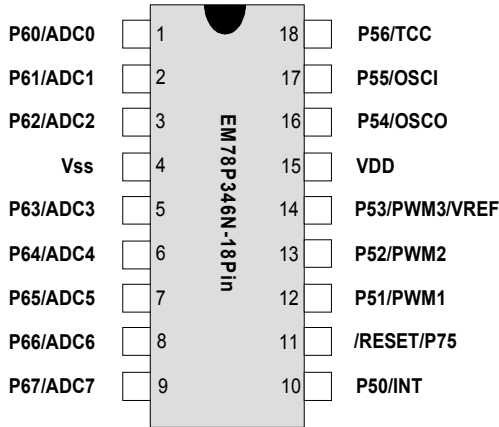 P60/ADC0 1 18 P56/TCC
P61/ADC1 2 17 P55/OSCI
P62/ADC2 3 16 P54/OSCO
Vss 4 15 VDD
P63/ADC3 5 14 P53/PWM3/VREF
P64/ADC4 6 13 P52/PWM2
P65/ADC5 7 12 P51/PWM1
P66/ADC6 8 11 /RESET/P75
P67/ADC7 9 10 P50/INT
EM78P346N-18Pin